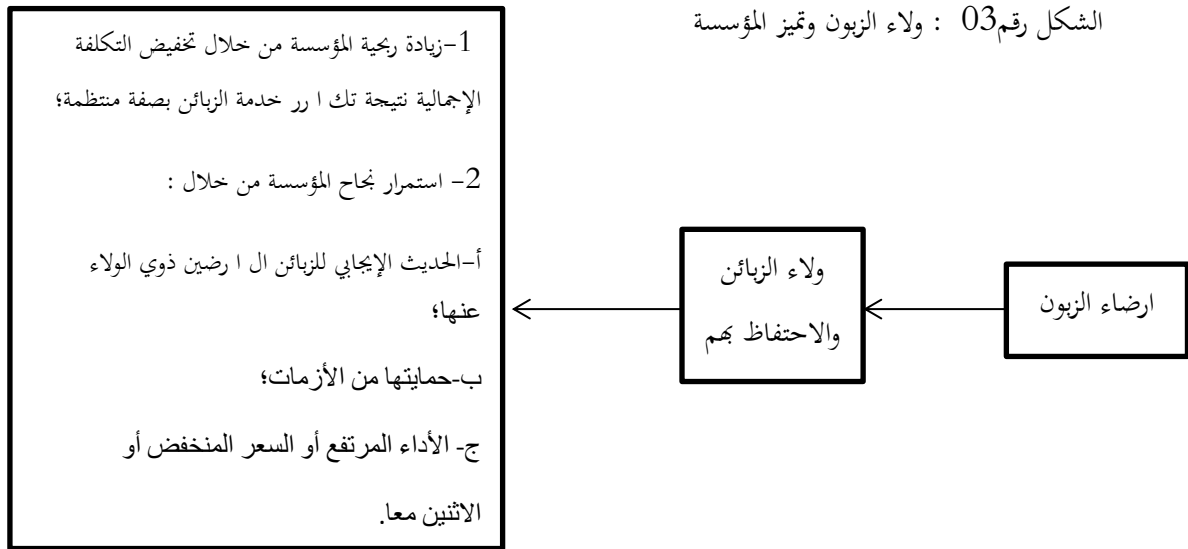 الشكل رقم03 : ولاء الزبون وتميز المؤسسة
ارضاء الزبون
ولاء الزبائن
والاحتفاظ بهم
1-زيادة ربحية المؤسسة من خلال تخفيض التكلفة
الإجمالية نتيجة تك ا رر خدمة الزبائن بصفة منتظمة؛
2- استمرار نجاح المؤسسة من خلال :
أ-الحديث الإيجابي للزبائن ال ا رضين ذوي الولاء
عنها؛
ب-حمايتها من الأزمات؛
ج- الأداء المرتفع أو السعر المنخفض أو
الاثنين معا.